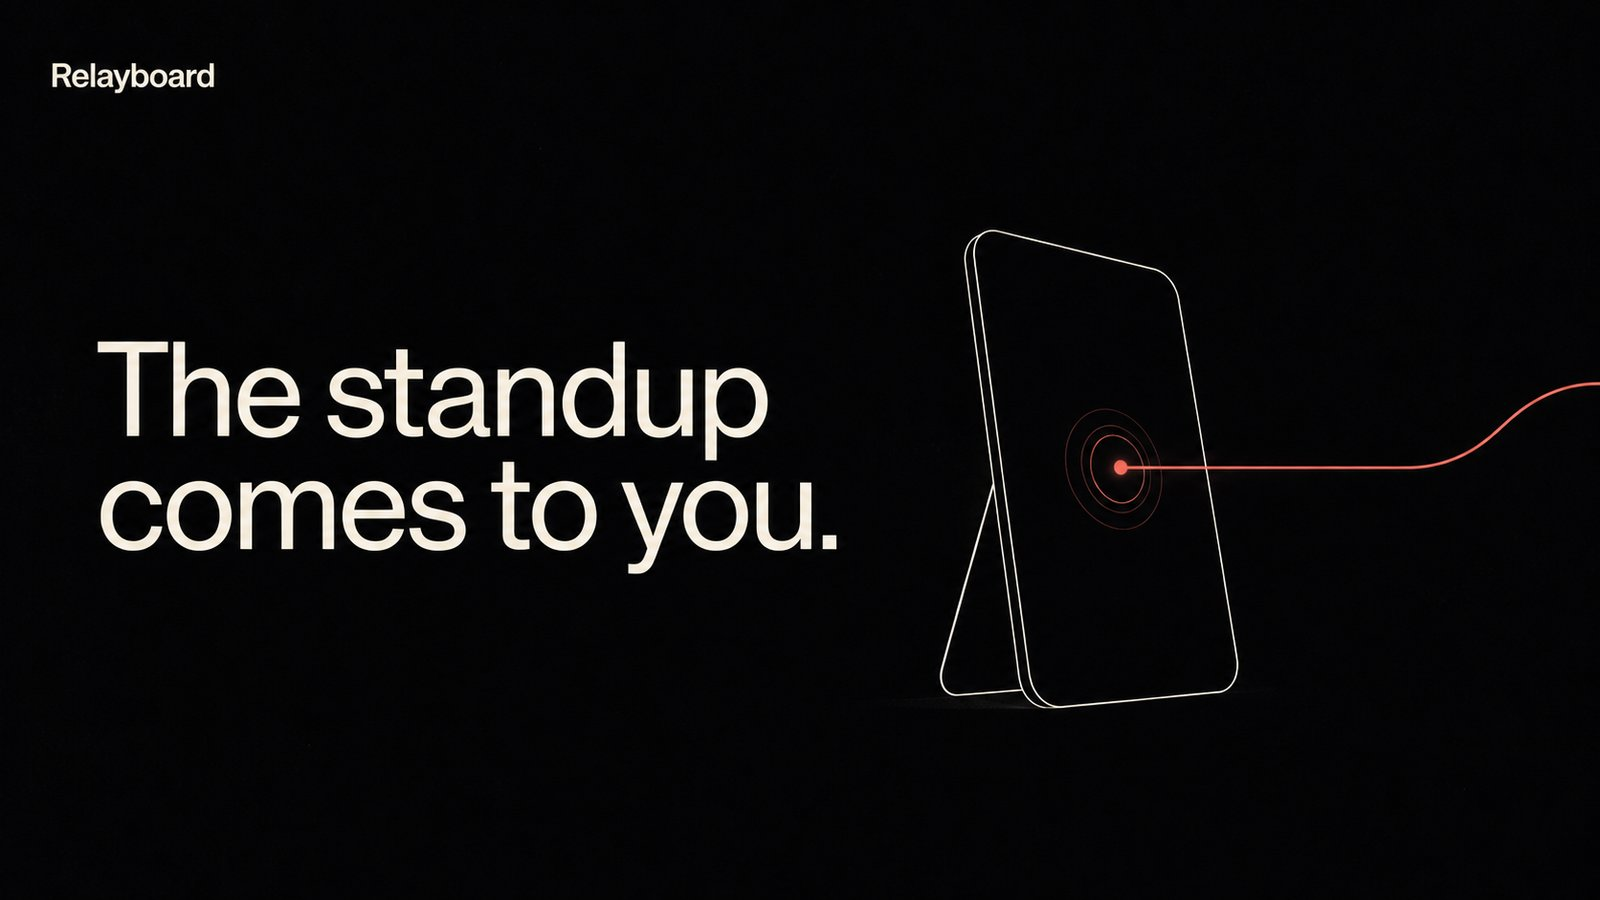 Relayboard
The standup
comes to you.